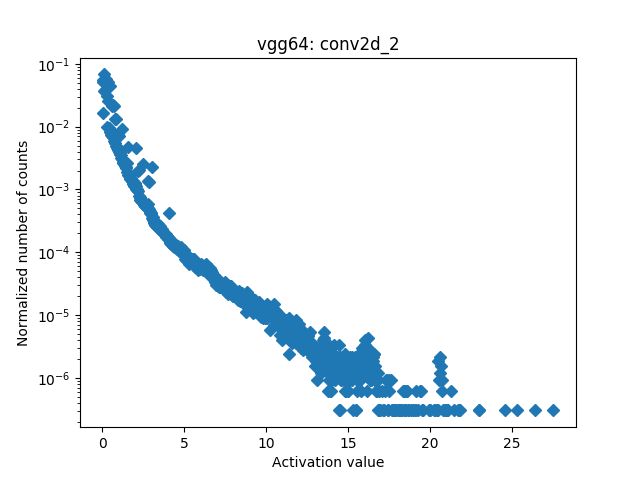 vgg64: conv2d_2
Normalized number of counts
10⁻¹
10⁻²
10⁻³
10⁻⁴
10⁻⁵
10⁻⁶
0 5 10 15 20 25
Activation value